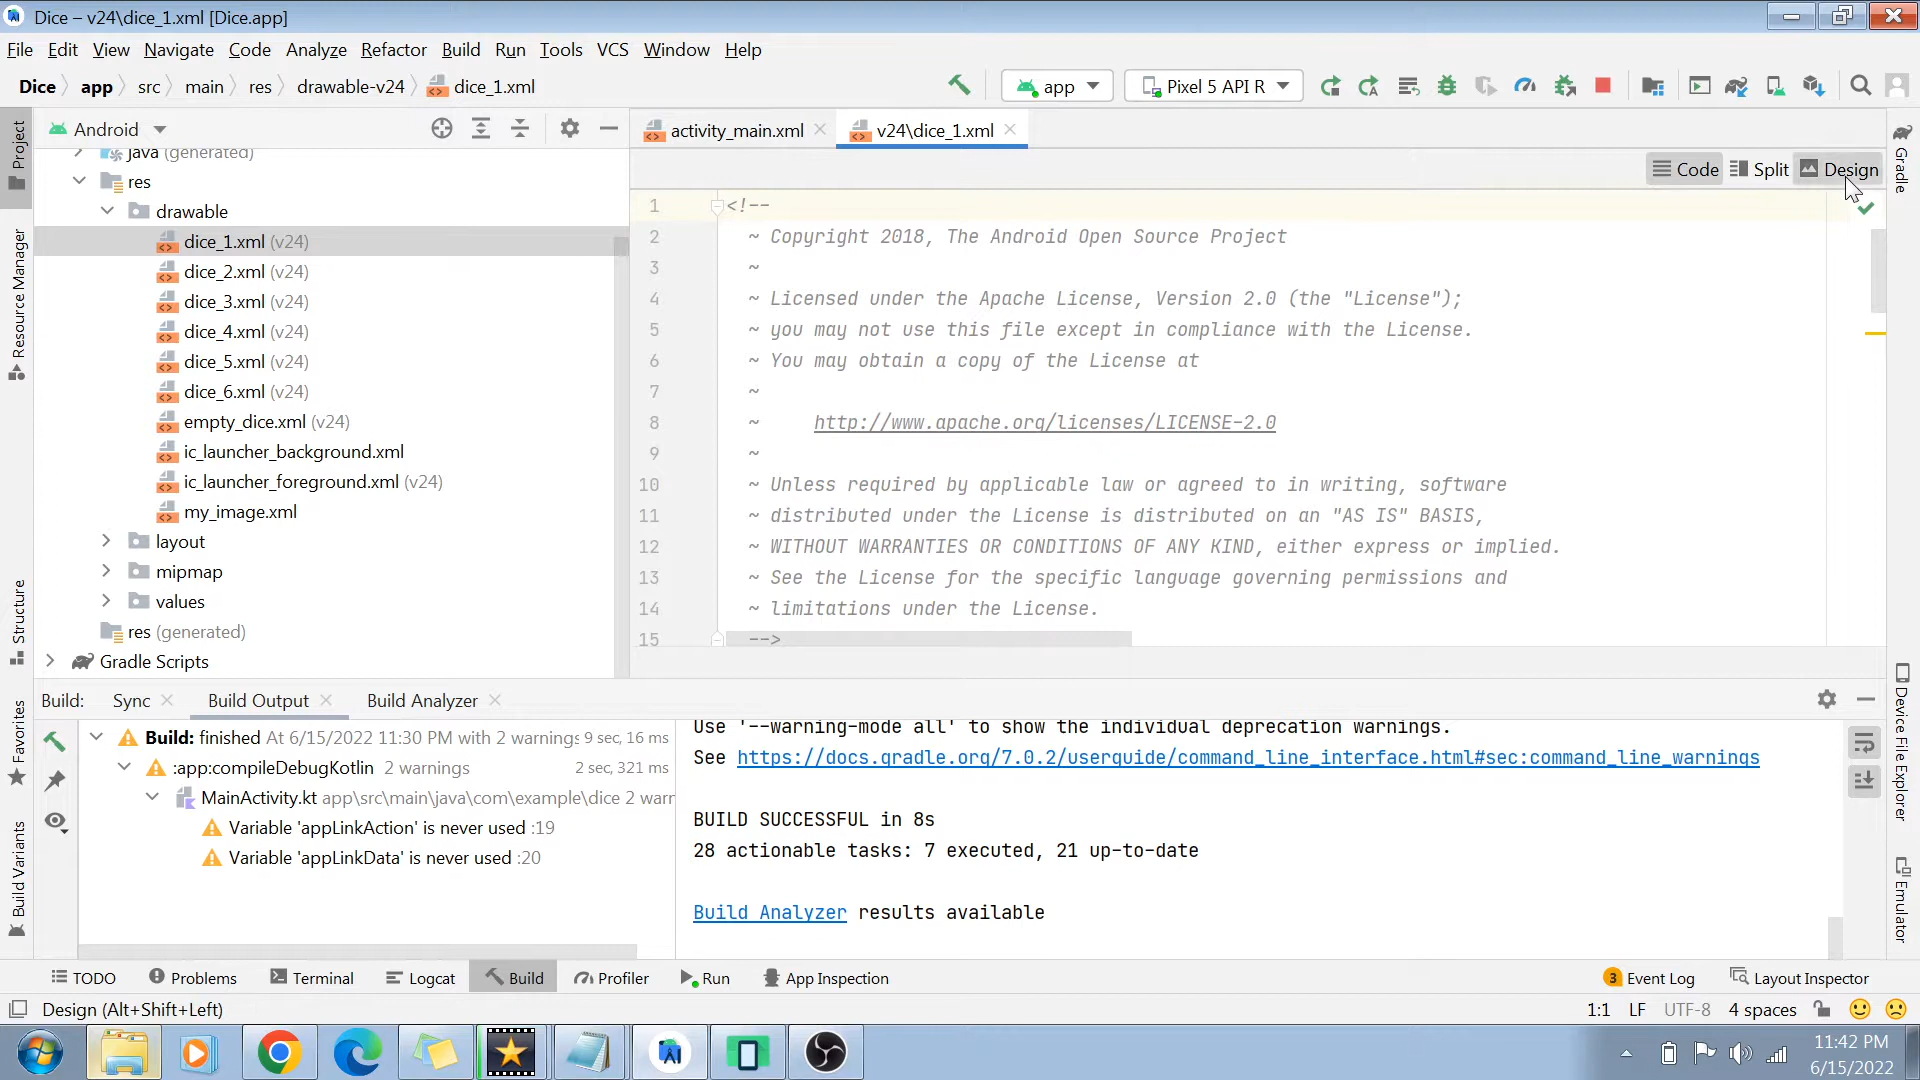 Dice – v24\dice_1.xml [Dice.app]
File Edit View Navigate Code Analyze Refactor Build Run Tools VCS Window Help
Dice app src main res drawable-v24 dice_1.xml app Pixel 5 API R
Project
Android
java (generated)
res
drawable
dice_1.xml (v24)
dice_2.xml (v24)
dice_3.xml (v24)
dice_4.xml (v24)
dice_5.xml (v24)
dice_6.xml (v24)
empty_dice.xml (v24)
ic_launcher_background.xml
ic_launcher_foreground.xml (v24)
my_image.xml
layout
mipmap
values
res (generated)
Gradle Scripts
Resource Manager
Structure
Favorites
Build Variants
activity_main.xml v24\dice_1.xml
Code Split Design
1 <!--
2 ~ Copyright 2018, The Android Open Source Project
3 ~
4 ~ Licensed under the Apache License, Version 2.0 (the "License");
5 ~ you may not use this file except in compliance with the License.
6 ~ You may obtain a copy of the License at
7 ~
8 ~ http://www.apache.org/licenses/LICENSE-2.0
9 ~
10 ~ Unless required by applicable law or agreed to in writing, software
11 ~ distributed under the License is distributed on an "AS IS" BASIS,
12 ~ WITHOUT WARRANTIES OR CONDITIONS OF ANY KIND, either express or implied.
13 ~ See the License for the specific language governing permissions and
14 ~ limitations under the License.
15 -->
Gradle
Device File Explorer
Emulator
Build: Sync Build Output Build Analyzer
Build: finished At 6/15/2022 11:30 PM with 2 warnings 9 sec, 16 ms
:app:compileDebugKotlin 2 warnings 2 sec, 321 ms
MainActivity.kt app\src\main\java\com\example\dice 2 warr
Variable 'appLinkAction' is never used :19
Variable 'appLinkData' is never used :20
Use '--warning-mode all' to show the individual deprecation warnings.
See https://docs.gradle.org/7.0.2/userguide/command_line_interface.html#sec:command_line_warnings
BUILD SUCCESSFUL in 8s
28 actionable tasks: 7 executed, 21 up-to-date
Build Analyzer results available
TODO Problems Terminal Logcat Build Profiler Run App Inspection 3 Event Log Layout Inspector
Design (Alt+Shift+Left) 1:1 LF UTF-8 4 spaces
11:42 PM
6/15/2022